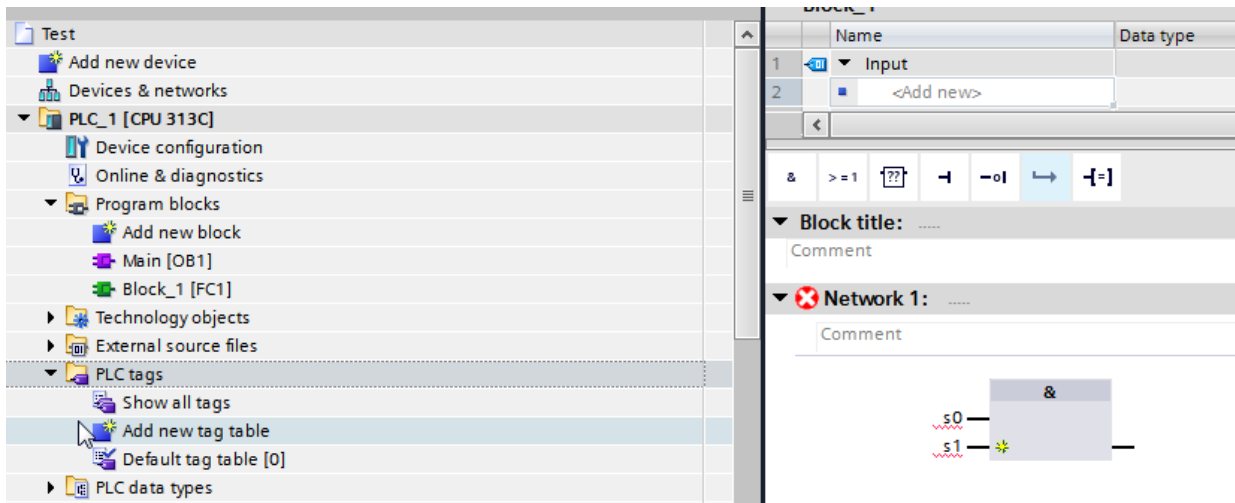 Test
Add new device
Devices & networks
PLC_1 [CPU 313C]
Device configuration
Online & diagnostics
Program blocks
Add new block
Main [OB1]
Block_1 [FC1]
Technology objects
External source files
PLC tags
Show all tags
Add new tag table
Default tag table [0]
PLC data types
Block_1
Name Data type
1 Input
2 <Add new>
& >=1 ?? -| -o| -[=]
Block title: .....
Comment
Network 1: .....
Comment
&
s0
s1